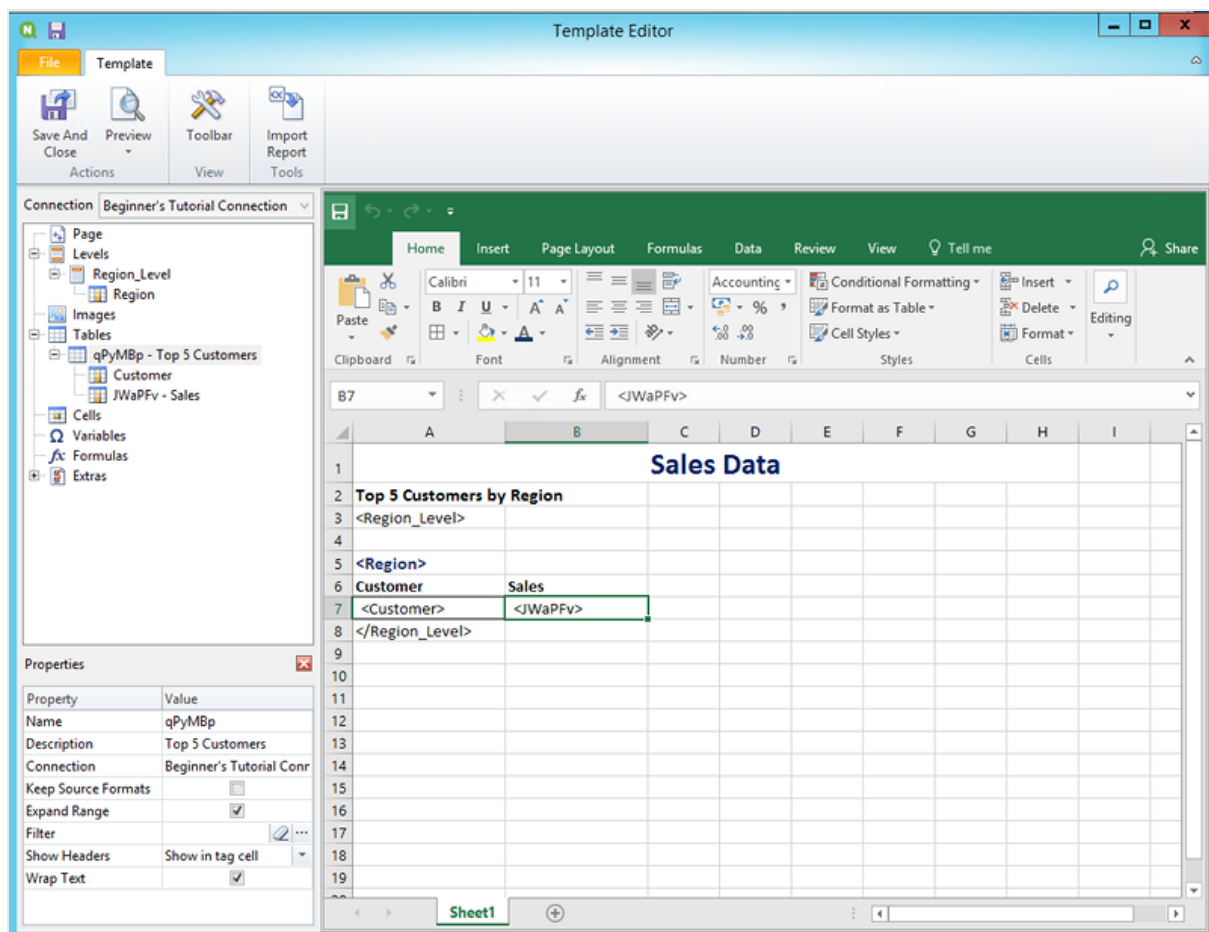 Template Editor
File Template
Save And Close
Preview
Toolbar
Import Report
Actions View Tools
Connection Beginner's Tutorial Connection
Page
Levels
Region_Level
Region
Images
Tables
qPyMBp - Top 5 Customers
Customer
JWaPFv - Sales
Cells
Variables
Formulas
Extras
Properties
Property Value
Name qPyMBp
Description Top 5 Customers
Connection Beginner's Tutorial Conr
Keep Source Formats
Expand Range
Filter
Show Headers Show in tag cell
Wrap Text
Home Insert Page Layout Formulas Data Review View Tell me Share
Paste
Calibri 11
B I U A A
A
Accounting
% ,
Conditional Formatting
Format as Table
Cell Styles
Insert
Delete
Format
Editing
Clipboard Font Alignment Number Styles Cells
B7 fx <JWaPFv>
A B C D E F G H I
1 Sales Data
2 Top 5 Customers by Region
3 <Region_Level>
4
5 <Region>
6 Customer Sales
7 <Customer> <JWaPFv>
8 </Region_Level>
9
10
11
12
13
14
15
16
17
18
19
Sheet1